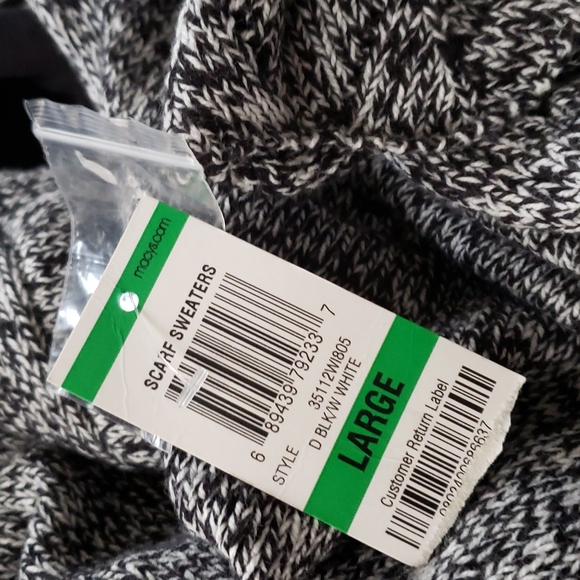 macys.com
SCARF SWEATERS
6 89439 79233 7
STYLE 35112WI805
D BLK/W WHITE
LARGE
Customer Return Label